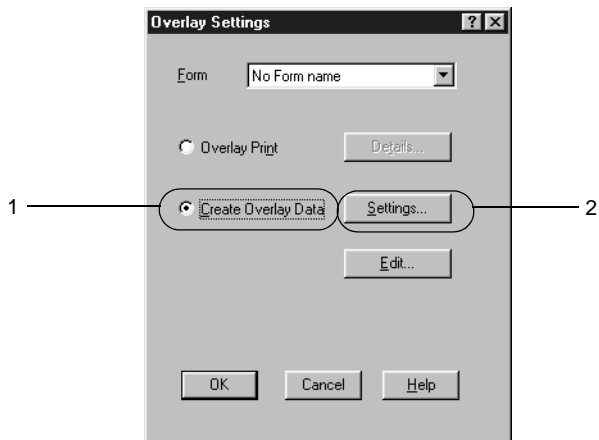 Overlay Settings
Form No Form name
Overlay Print Details...
1 Create Overlay Data Settings... 2
Edit...
OK Cancel Help